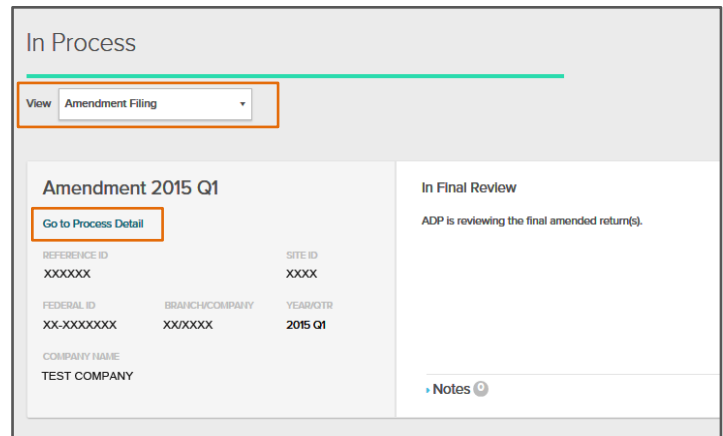 In Process
View Amendment Filing
Amendment 2015 Q1
Go to Process Detail
REFERENCE ID SITE ID
XXXXXX XXXX
FEDERAL ID BRANCH/COMPANY YEAR/QTR
XX-XXXXXXX XX/XXXX 2015 Q1
COMPANY NAME
TEST COMPANY
In Final Review
ADP is reviewing the final amended return(s).
Notes 0